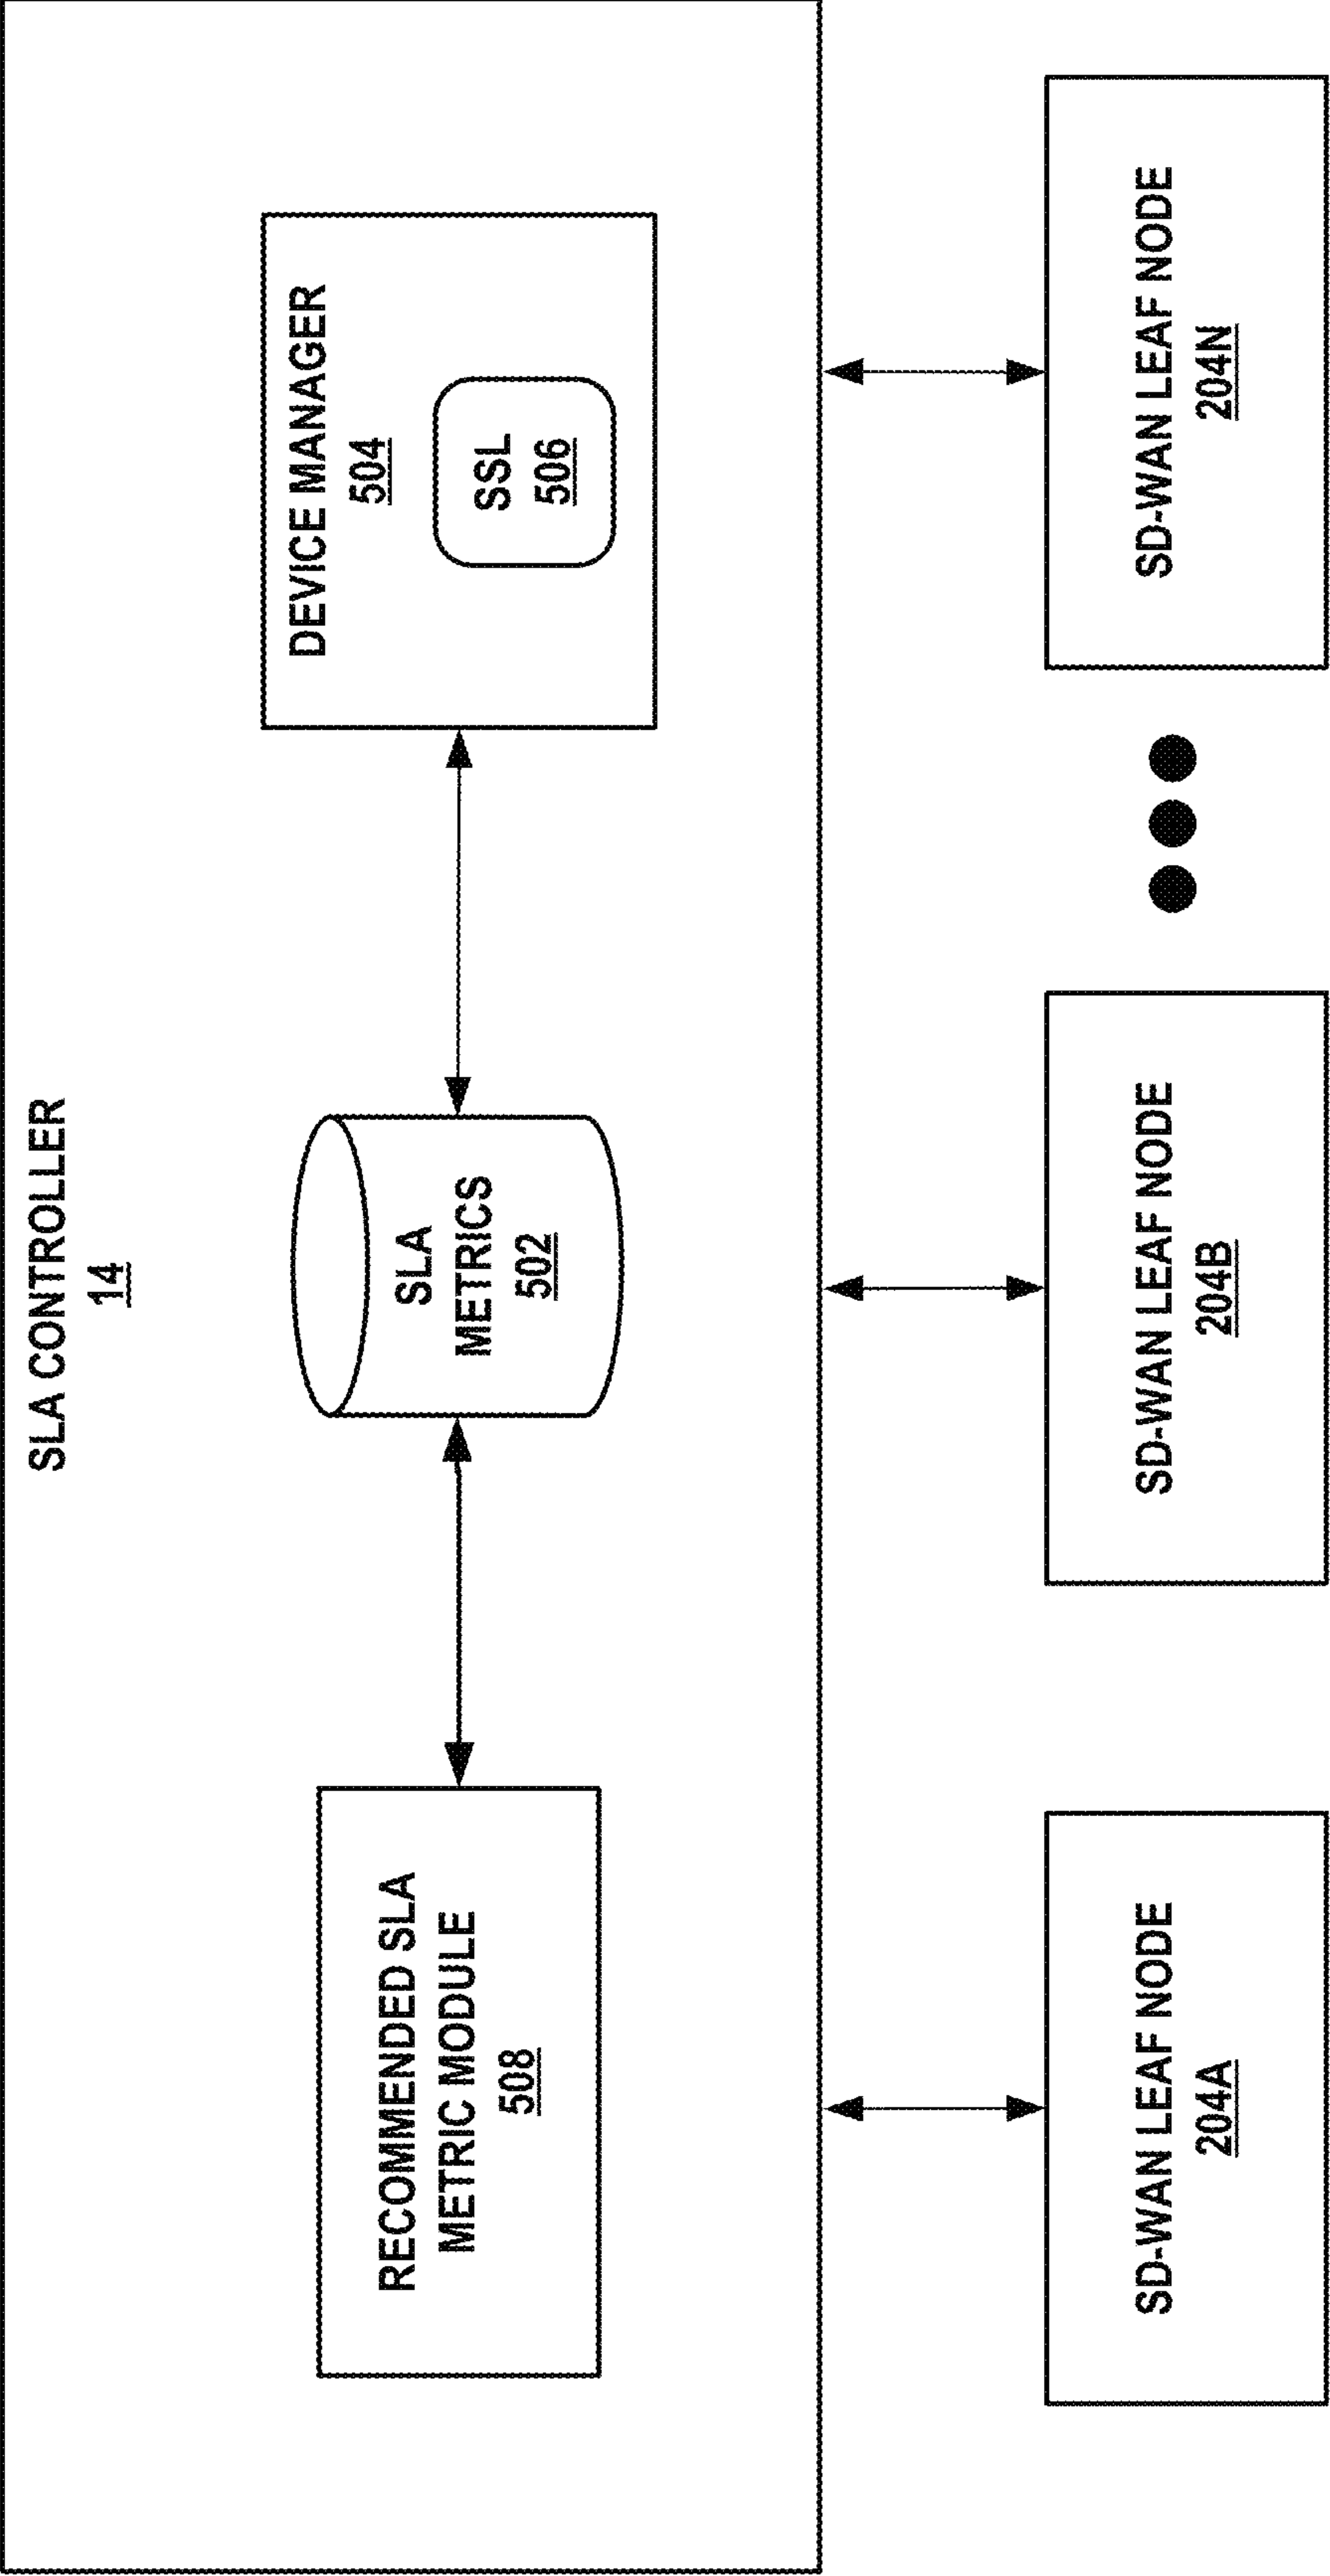 SLA CONTROLLER
14
RECOMMENDED SLA
METRIC MODULE
508
SLA
METRICS
502
DEVICE MANAGER
504
SSL
506
SD-WAN LEAF NODE
204A
SD-WAN LEAF NODE
204B
SD-WAN LEAF NODE
204N